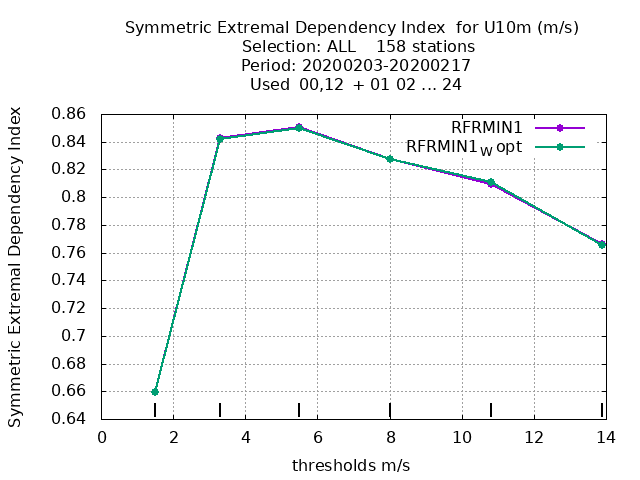 Symmetric Extremal Dependency Index for U10m (m/s)
Selection: ALL 158 stations
Period: 20200203-20200217
Used 00,12 + 01 02 ... 24
RFRMIN1
RFRMIN1W opt
Symmetric Extremal Dependency Index
0.86
0.84
0.82
0.8
0.78
0.76
0.74
0.72
0.7
0.68
0.66
0.64
0 2 4 6 8 10 12 14
thresholds m/s